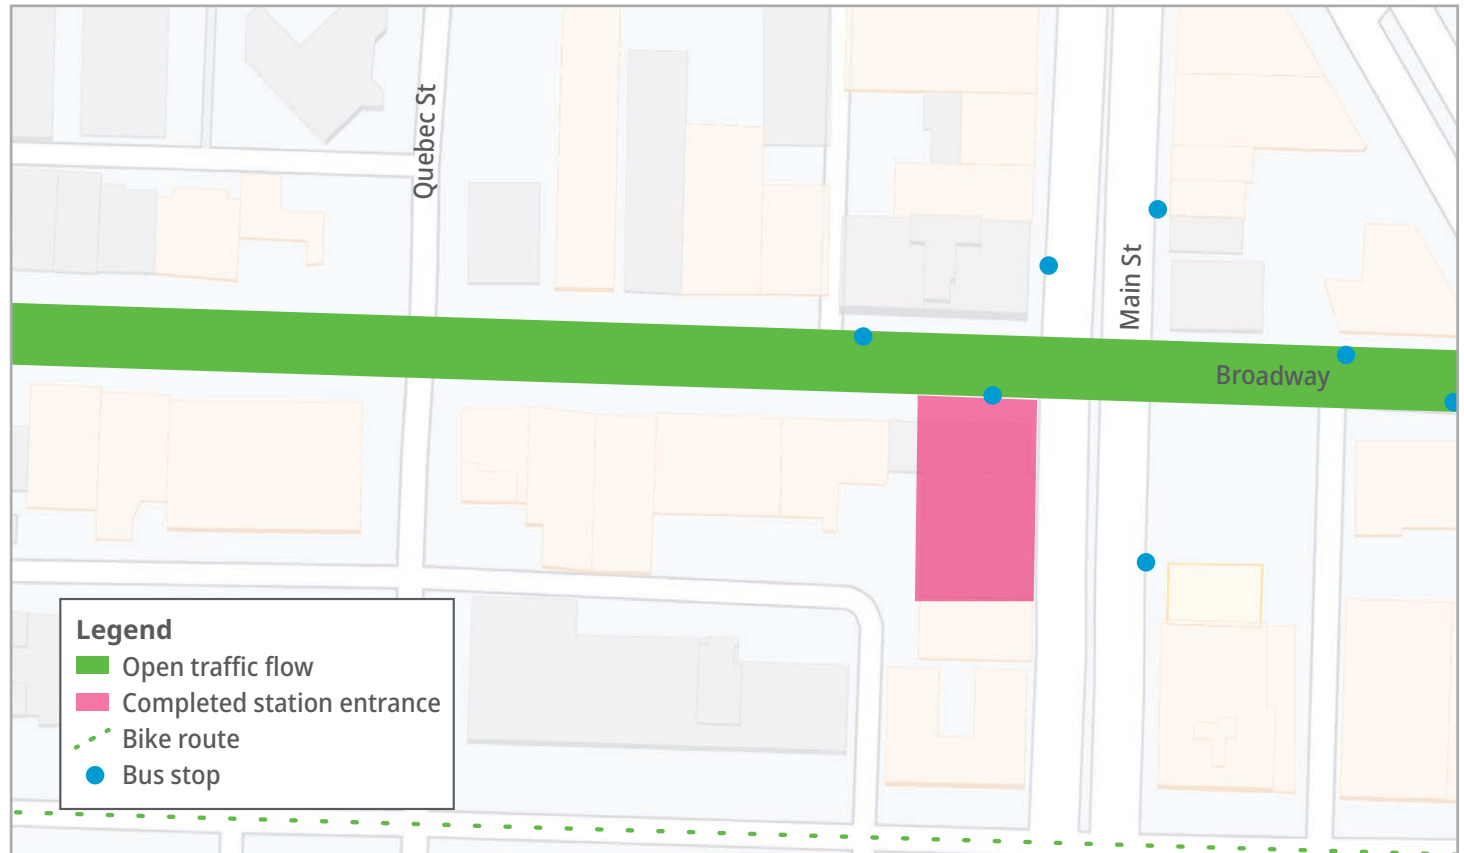 Quebec St
Main St
Broadway
Legend
Open traffic flow
Completed station entrance
Bike route
Bus stop